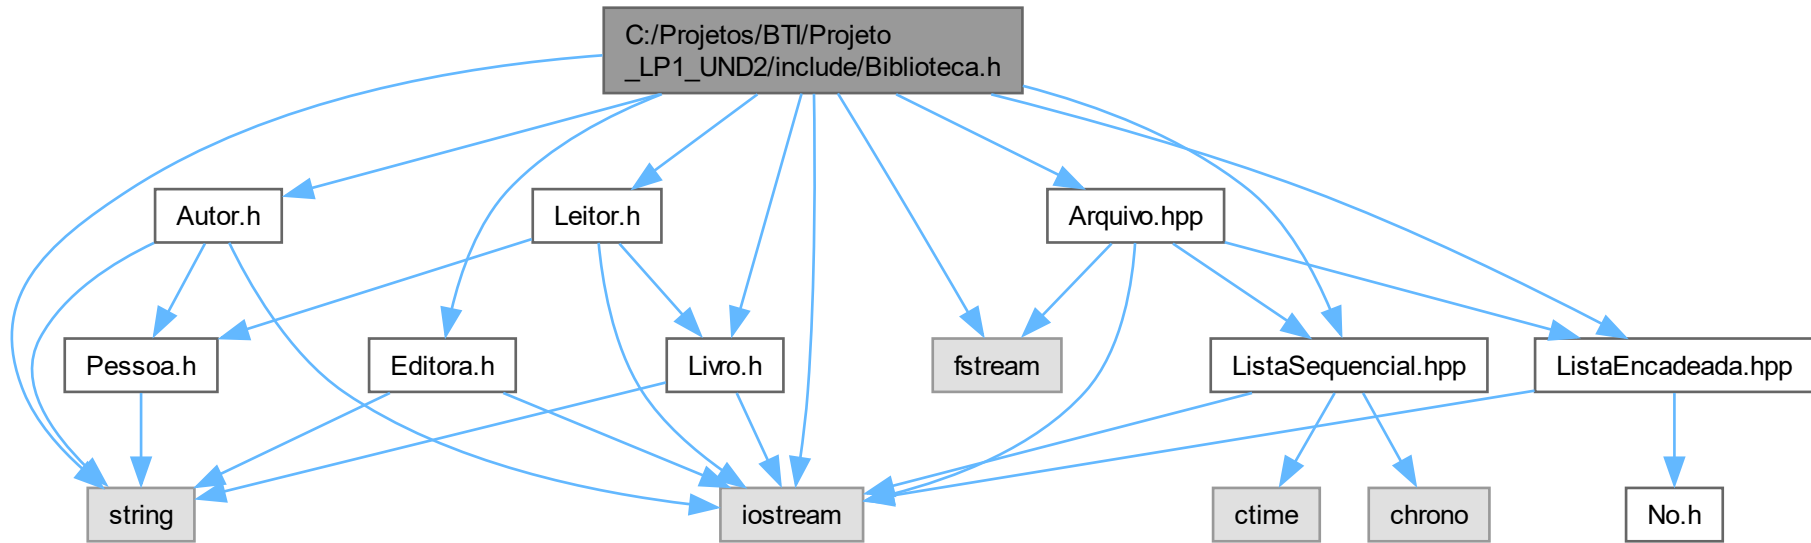 C:/Projetos/BTI/Projeto
_LP1_UND2/include/Biblioteca.h
Autor.h
Leitor.h
Arquivo.hpp
Pessoa.h
Editora.h
Livro.h
fstream
ListaSequencial.hpp
ListaEncadeada.hpp
string
iostream
ctime
chrono
No.h